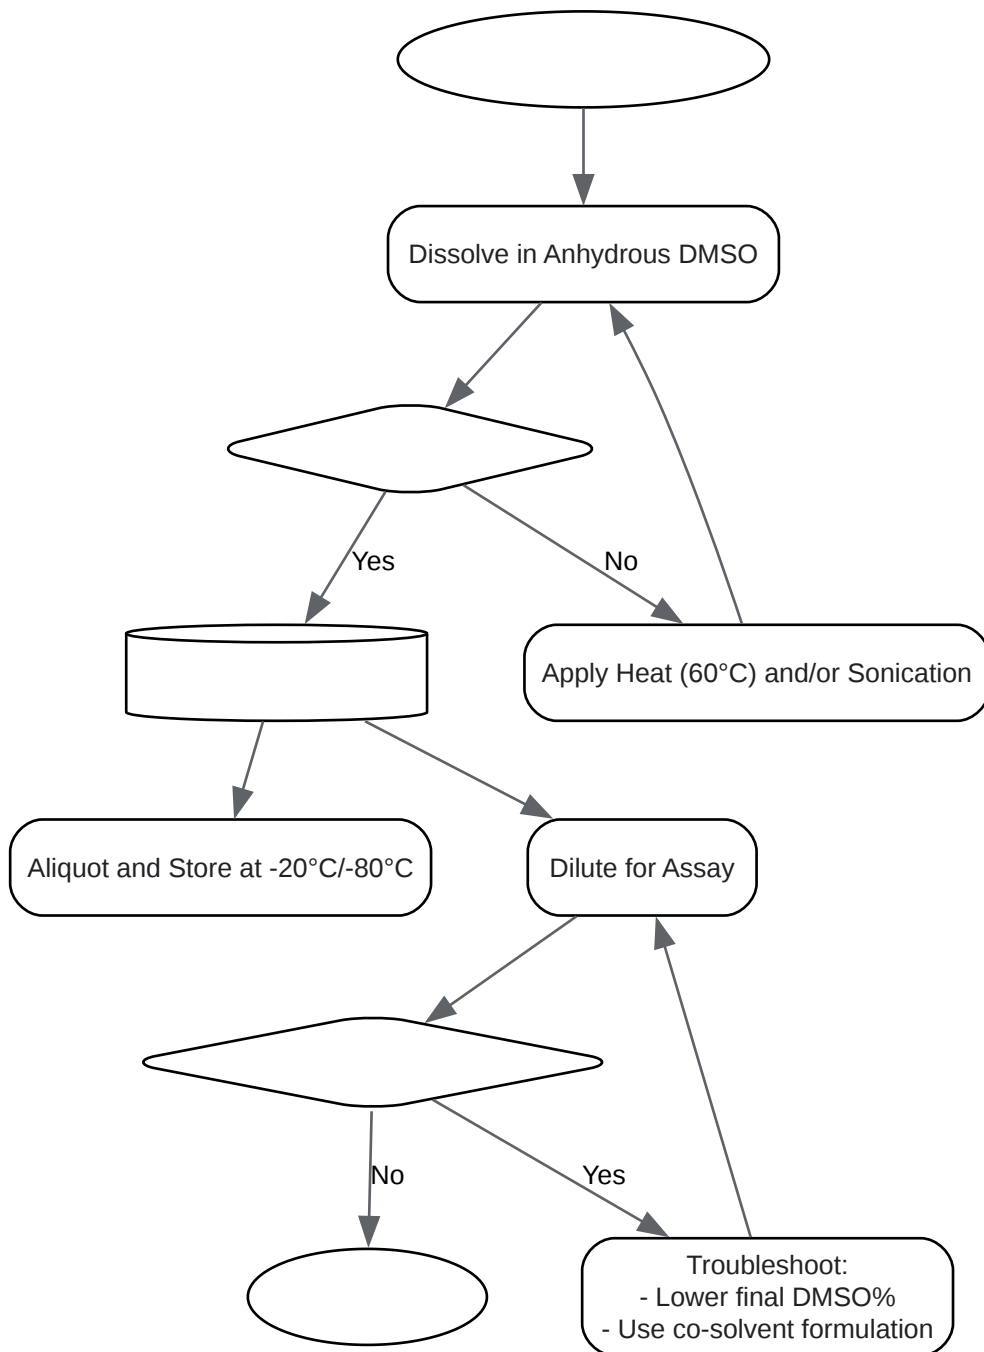 Dissolve in Anhydrous DMSO
Yes
No
Apply Heat (60°C) and/or Sonication
Aliquot and Store at -20°C/-80°C
Dilute for Assay
No
Yes
Troubleshoot:
- Lower final DMSO%
- Use co-solvent formulation